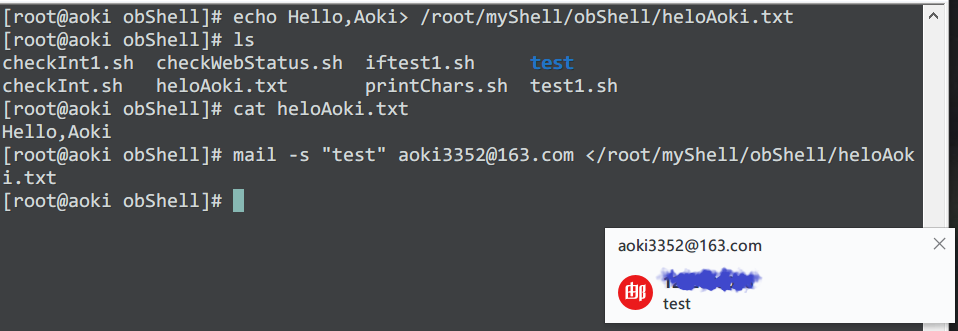 [root@aoki obShell]# echo Hello,Aoki> /root/myShell/obShell/heloAoki.txt
[root@aoki obShell]# ls
checkInt1.sh checkWebStatus.sh iftest1.sh test
checkInt.sh heloAoki.txt printChars.sh test1.sh
[root@aoki obShell]# cat heloAoki.txt
Hello,Aoki
[root@aoki obShell]# mail -s "test" aoki3352@163.com </root/myShell/obShell/heloAok
i.txt
[root@aoki obShell]#
aoki3352@163.com
邮
test